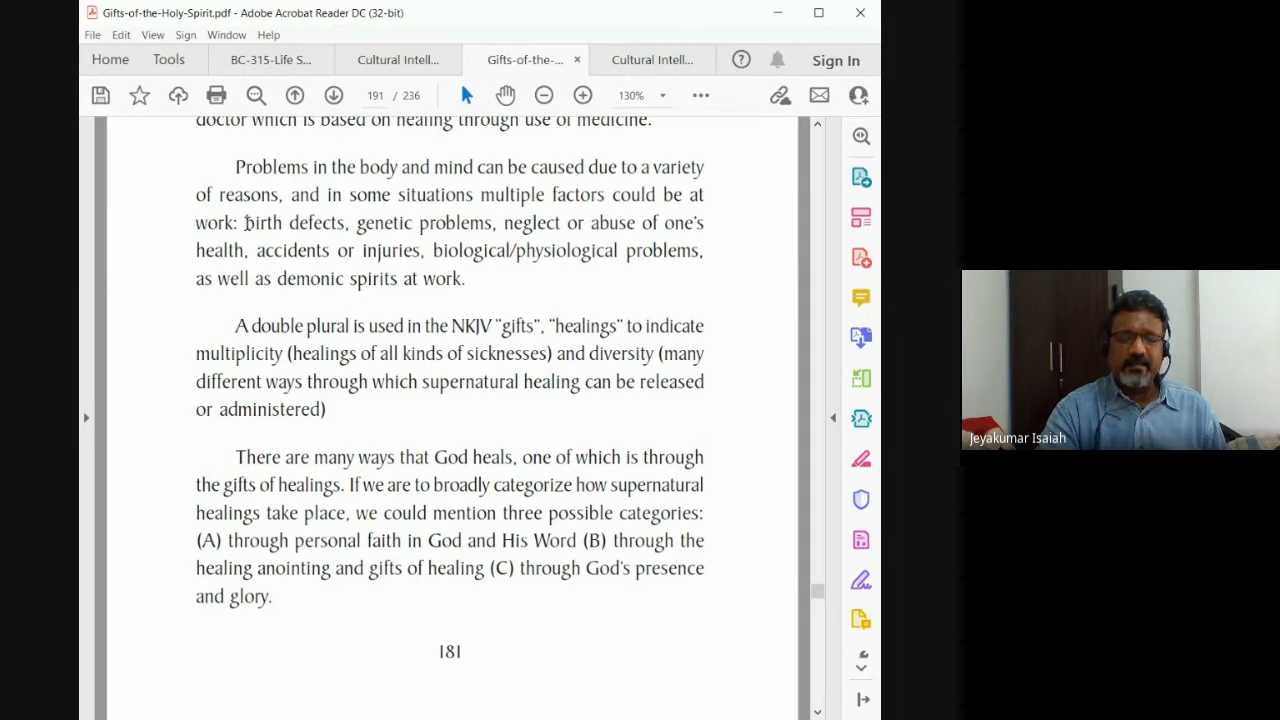 Gifts-of-the-Holy-Spirit.pdf - Adobe Acrobat Reader DC (32-bit)
File Edit View Sign Window Help
Home Tools BC-315-Life S... Cultural Intell... Gifts-of-the-... Cultural Intell... Sign In
191 / 236 130%
doctor which is based on healing through use of medicine.
Problems in the body and mind can be caused due to a variety
of reasons, and in some situations multiple factors could be at
work: birth defects, genetic problems, neglect or abuse of one's
health, accidents or injuries, biological/physiological problems,
as well as demonic spirits at work.
A double plural is used in the NKJV "gifts", "healings" to indicate
multiplicity (healings of all kinds of sicknesses) and diversity (many
different ways through which supernatural healing can be released
or administered)
There are many ways that God heals, one of which is through
the gifts of healings. If we are to broadly categorize how supernatural
healings take place, we could mention three possible categories:
(A) through personal faith in God and His Word (B) through the
healing anointing and gifts of healing (C) through God's presence
and glory.
181
Jeyakumar Isaiah